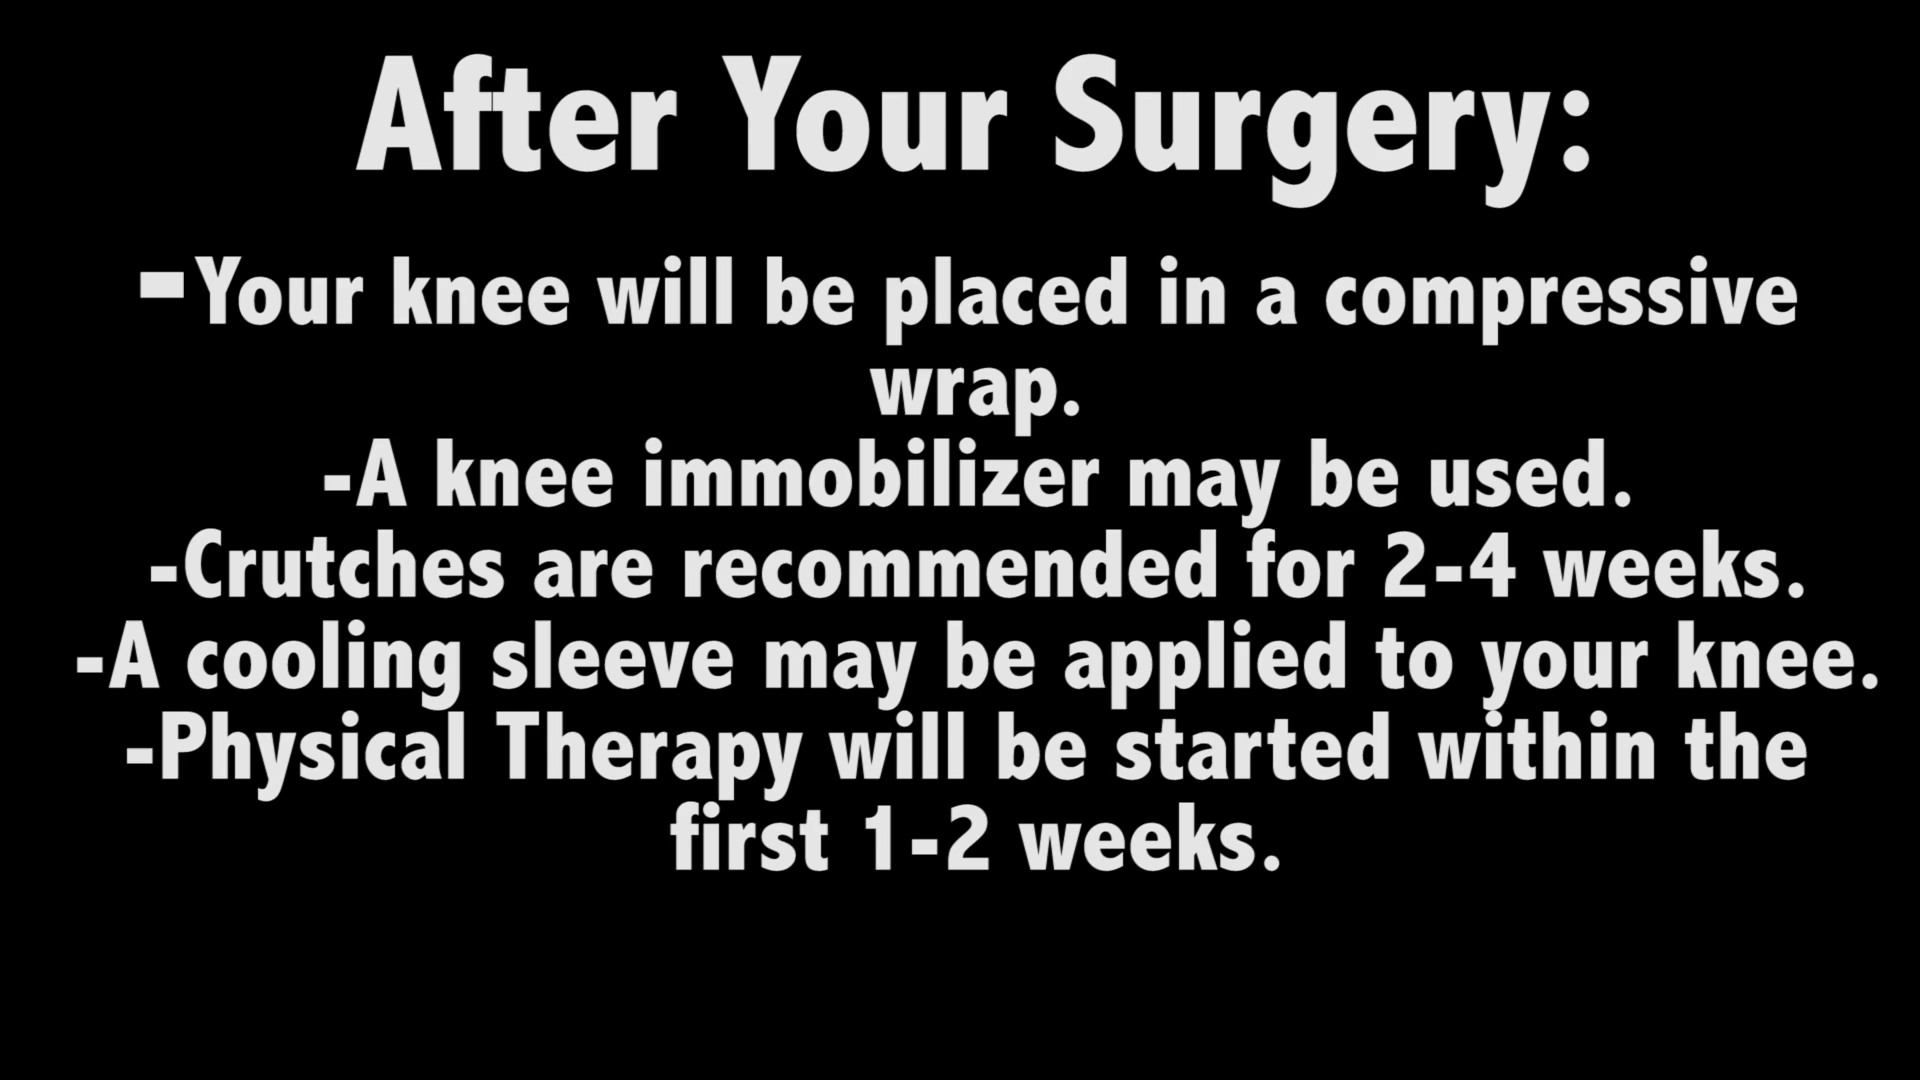 After Your Surgery:
-Your knee will be placed in a compressive
wrap.
-A knee immobilizer may be used.
-Crutches are recommended for 2-4 weeks.
-A cooling sleeve may be applied to your knee.
-Physical Therapy will be started within the
first 1-2 weeks.